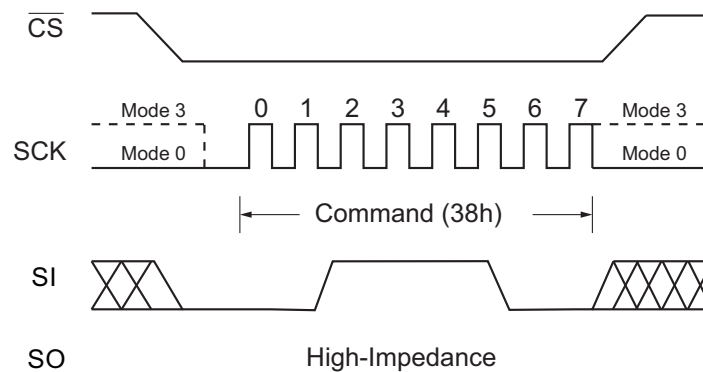 CS
Mode 3 0 1 2 3 4 5 6 7 Mode 3
SCK Mode 0 Mode 0
Command (38h)
SI
SO High-Impedance